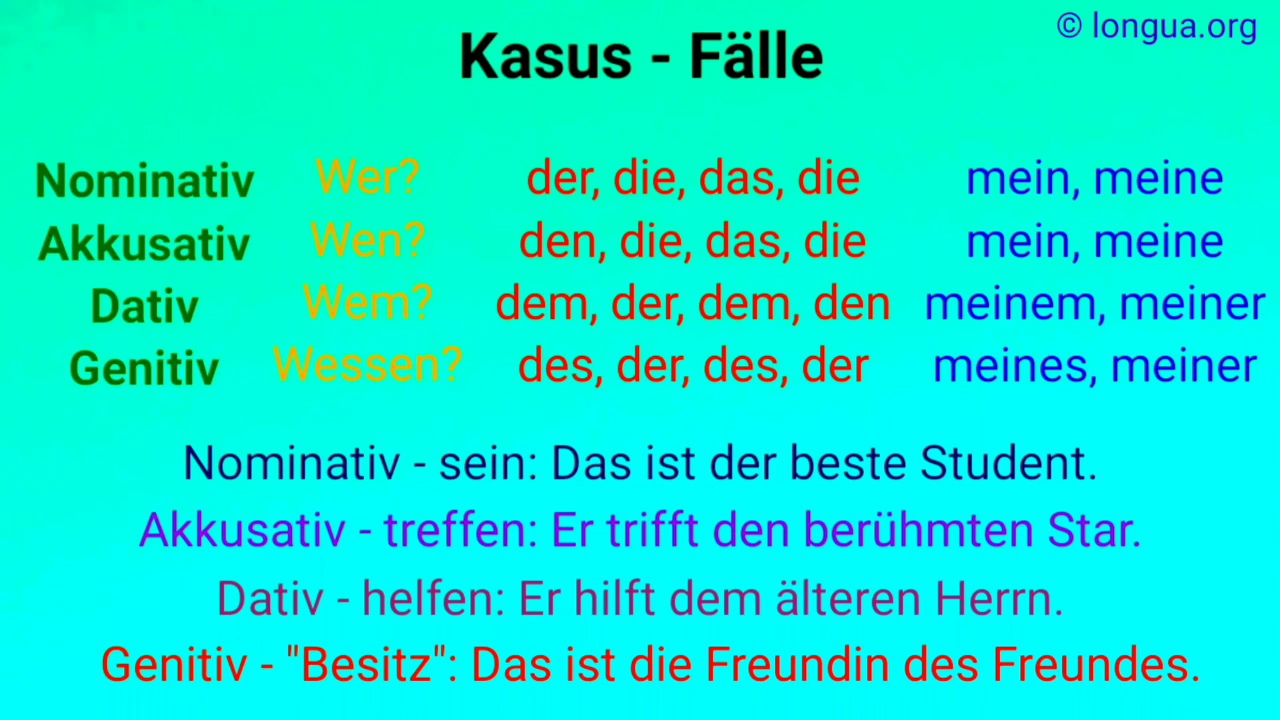 © longua.org
Kasus - Fälle
Nominativ Wer? der, die, das, die mein, meine
Akkusativ Wen? den, die, das, die mein, meine
Dativ Wem? dem, der, dem, den meinem, meiner
Genitiv Wessen? des, der, des, der meines, meiner
Nominativ - sein: Das ist der beste Student.
Akkusativ - treffen: Er trifft den berühmten Star.
Dativ - helfen: Er hilft dem älteren Herrn.
Genitiv - "Besitz": Das ist die Freundin des Freundes.